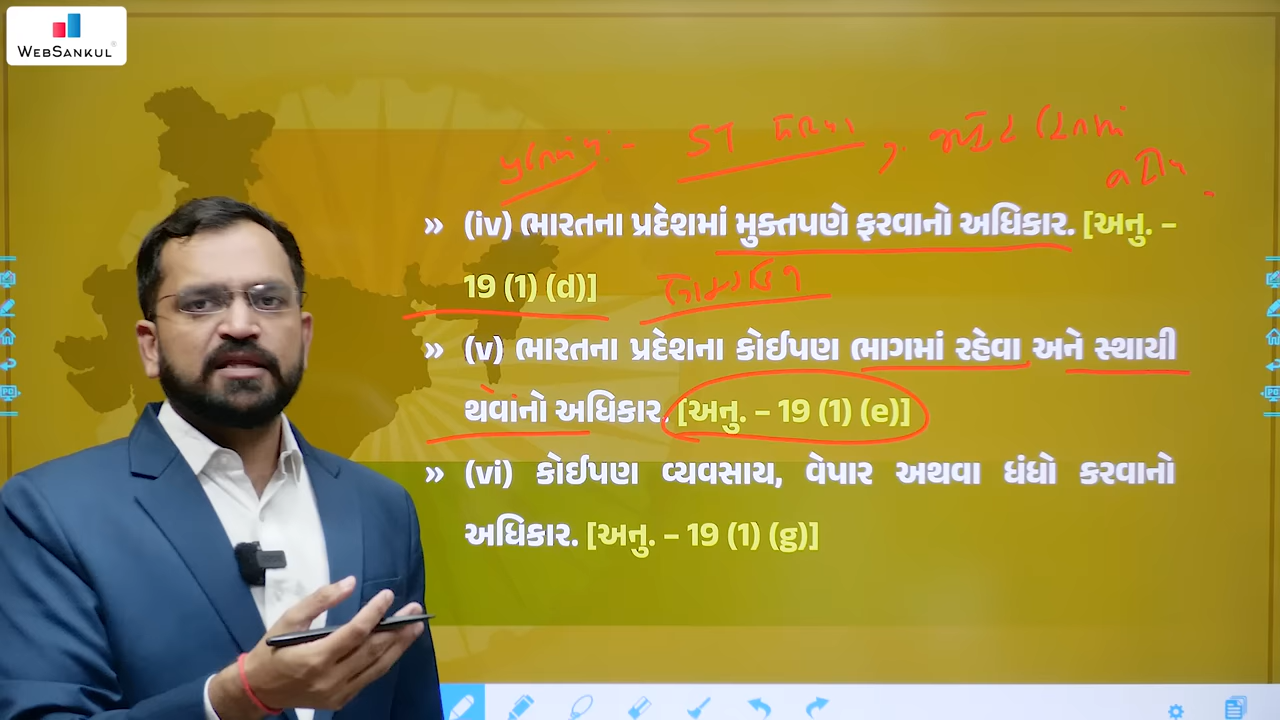 WEBSANKUL
ST
» (iv) ભારતના પ્રદેશમાં મુક્તપણે ફરવાનો અધિકાર. [અનુ. –
19 (1) (d)]
» (v) ભારતના પ્રદેશના કોઈપણ ભાગમાં રહેવા અને સ્થાયી
થવાનો અધિકાર. [અનુ. – 19 (1) (e)]
» (vi) કોઈપણ વ્યવસાય, વેપાર અથવા ધંધો કરવાનો
અધિકાર. [અનુ. – 19 (1) (g)]